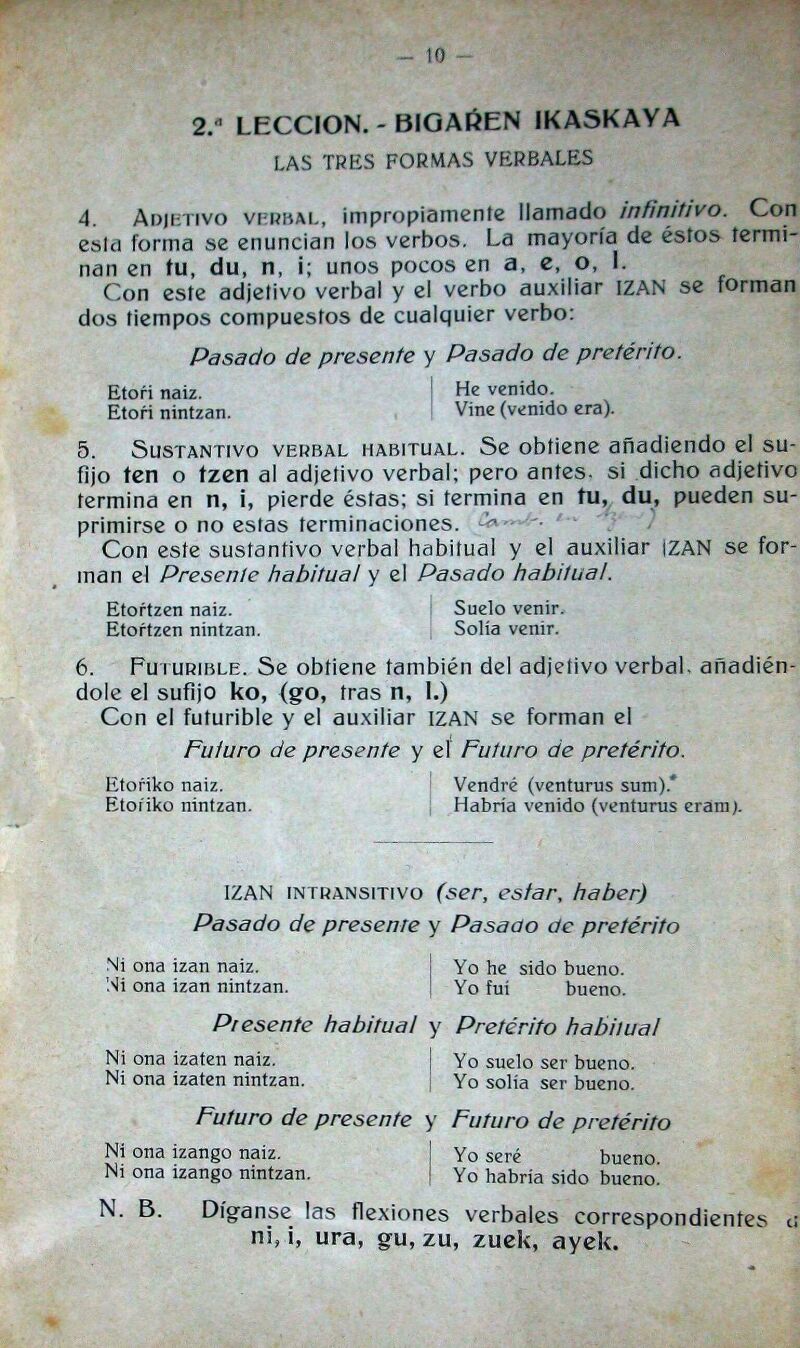 — 10 —
2.ª LECCION. - BIGAŔEN IKASKAYA
LAS TRES FORMAS VERBALES
4. ADJETIVO VERBAL, impropiamente llamado infinitivo. Con
esta forma se enuncian los verbos. La mayoría de éstos termi-
nan en tu, du, n, i; unos pocos en a, e, o, l.
Con este adjetivo verbal y el verbo auxiliar IZAN se forman
dos tiempos compuestos de cualquier verbo:
Pasado de presente y Pasado de pretérito.
Etoŕi naiz. He venido.
Etoŕi nintzan. Vine (venido era).
5. SUSTANTIVO VERBAL HABITUAL. Se obtiene añadiendo el su-
fijo ten o tzen al adjetivo verbal; pero antes, si dicho adjetivo
termina en n, i, pierde éstas; si termina en tu, du, pueden su-
primirse o no estas terminaciones.
Con este sustantivo verbal habitual y el auxiliar IZAN se for-
man el Presente habitual y el Pasado habitual.
Etoŕtzen naiz. Suelo venir.
Etoŕtzen nintzan. Solía venir.
6. FUTURIBLE. Se obtiene también del adjetivo verbal, añadién-
dole el sufijo ko, (go, tras n, l.)
Con el futurible y el auxiliar IZAN se forman el
Futuro de presente y el Futuro de pretérito.
Etoŕiko naiz. Vendré (venturus sum).
Etoŕiko nintzan. Habría venido (venturus eram).
IZAN INTRANSITIVO (ser, estar, haber)
Pasado de presente y Pasado de pretérito
Ni ona izan naiz. Yo he sido bueno.
Ni ona izan nintzan. Yo fuí bueno.
Presente habitual y Pretérito habitual
Ni ona izaten naiz. Yo suelo ser bueno.
Ni ona izaten nintzan. Yo solía ser bueno.
Futuro de presente y Futuro de pretérito
Ni ona izango naiz. Yo seré bueno.
Ni ona izango nintzan. Yo habría sido bueno.
N. B. Díganse las flexiones verbales correspondientes a
ni, i, ura, gu, zu, zuek, ayek.